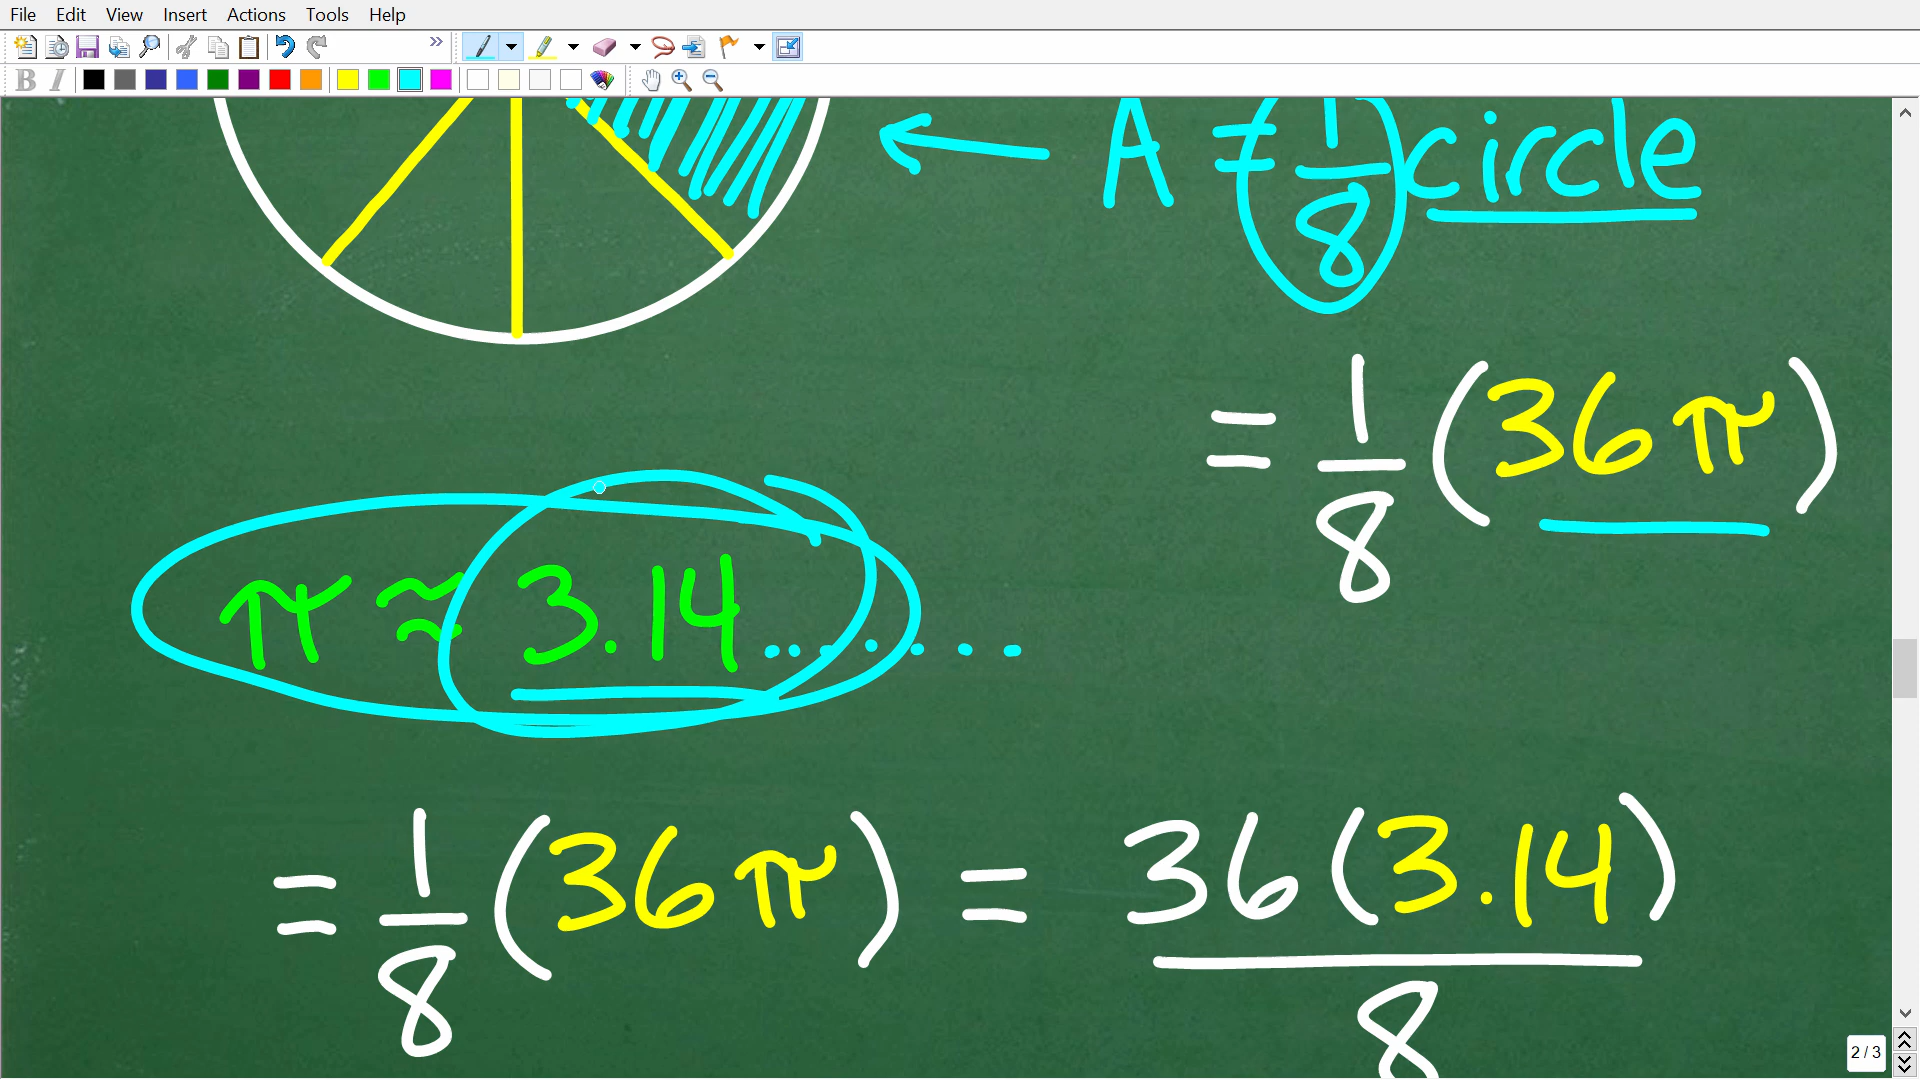 File Edit View Insert Actions Tools Help
B I
A = 1/8 circle
= 1/8 (36π)
π ≈ 3.14.......
= 1/8 (36π) = 36(3.14)/8
2 / 3